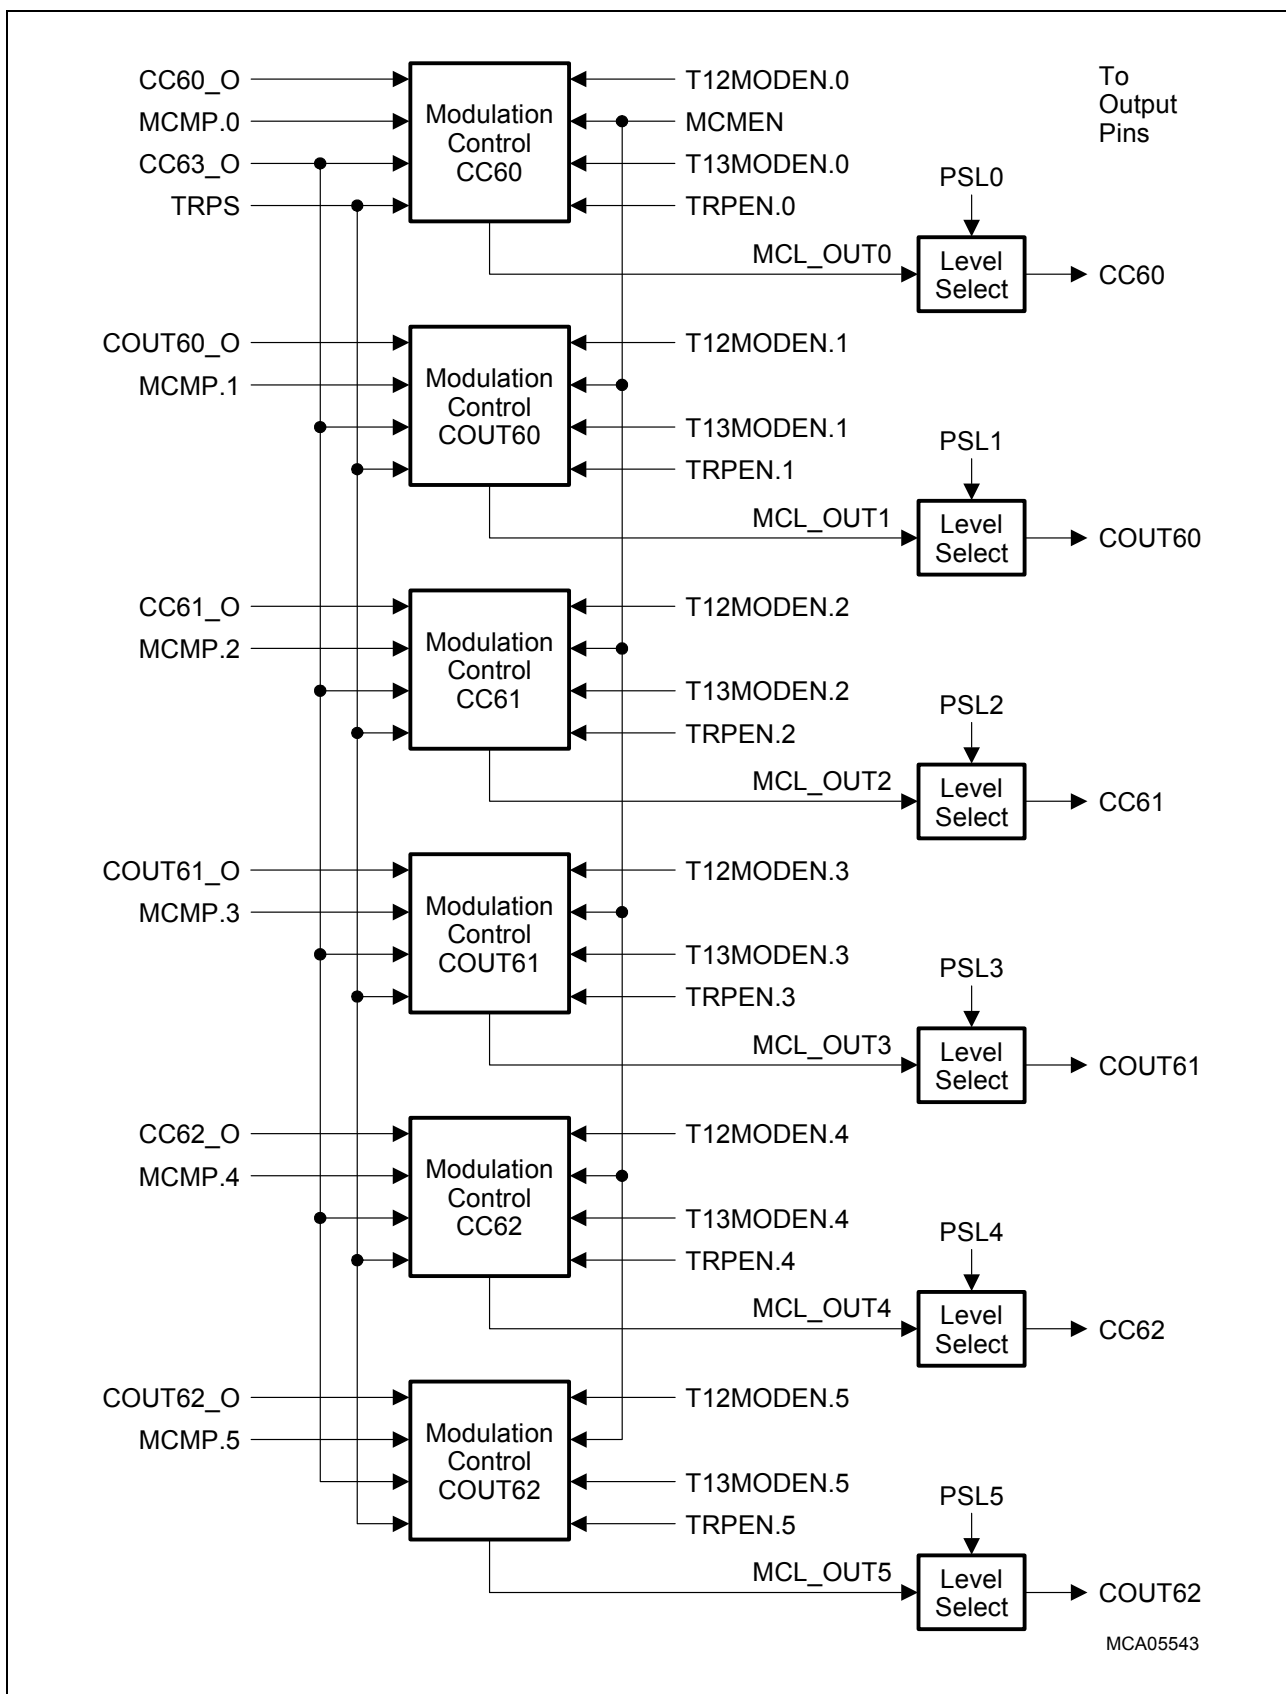 CC60_O
MCMP.0
CC63_O
TRPS
Modulation
Control
CC60
T12MODEN.0
MCMEN
T13MODEN.0
TRPEN.0
To
Output
Pins
PSL0
MCL_OUT0
Level
Select
CC60
COUT60_O
MCMP.1
Modulation
Control
COUT60
T12MODEN.1
T13MODEN.1
TRPEN.1
PSL1
MCL_OUT1
Level
Select
COUT60
CC61_O
MCMP.2
Modulation
Control
CC61
T12MODEN.2
T13MODEN.2
TRPEN.2
PSL2
MCL_OUT2
Level
Select
CC61
COUT61_O
MCMP.3
Modulation
Control
COUT61
T12MODEN.3
T13MODEN.3
TRPEN.3
PSL3
MCL_OUT3
Level
Select
COUT61
CC62_O
MCMP.4
Modulation
Control
CC62
T12MODEN.4
T13MODEN.4
TRPEN.4
PSL4
MCL_OUT4
Level
Select
CC62
COUT62_O
MCMP.5
Modulation
Control
COUT62
T12MODEN.5
T13MODEN.5
TRPEN.5
PSL5
MCL_OUT5
Level
Select
COUT62
MCA05543